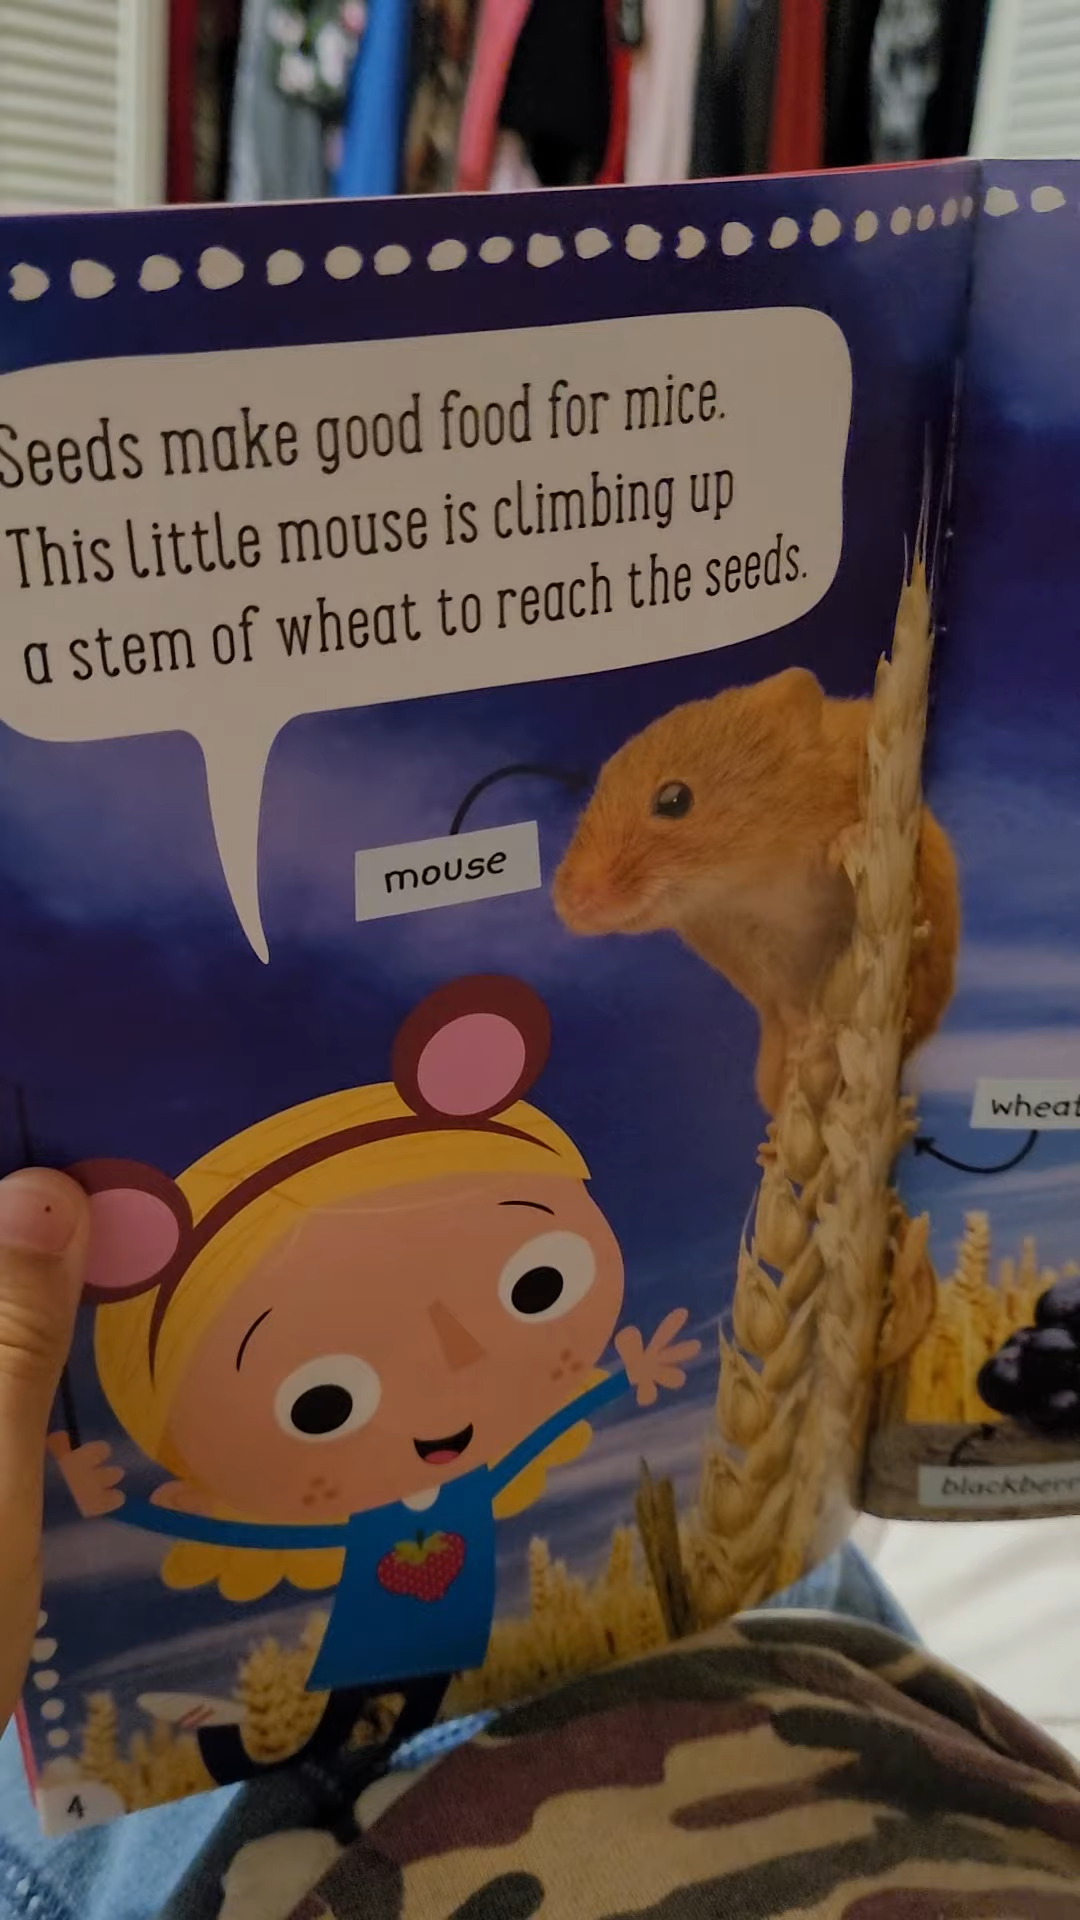 Seeds make good food for mice.
This little mouse is climbing up
a stem of wheat to reach the seeds.
mouse
wheat
4